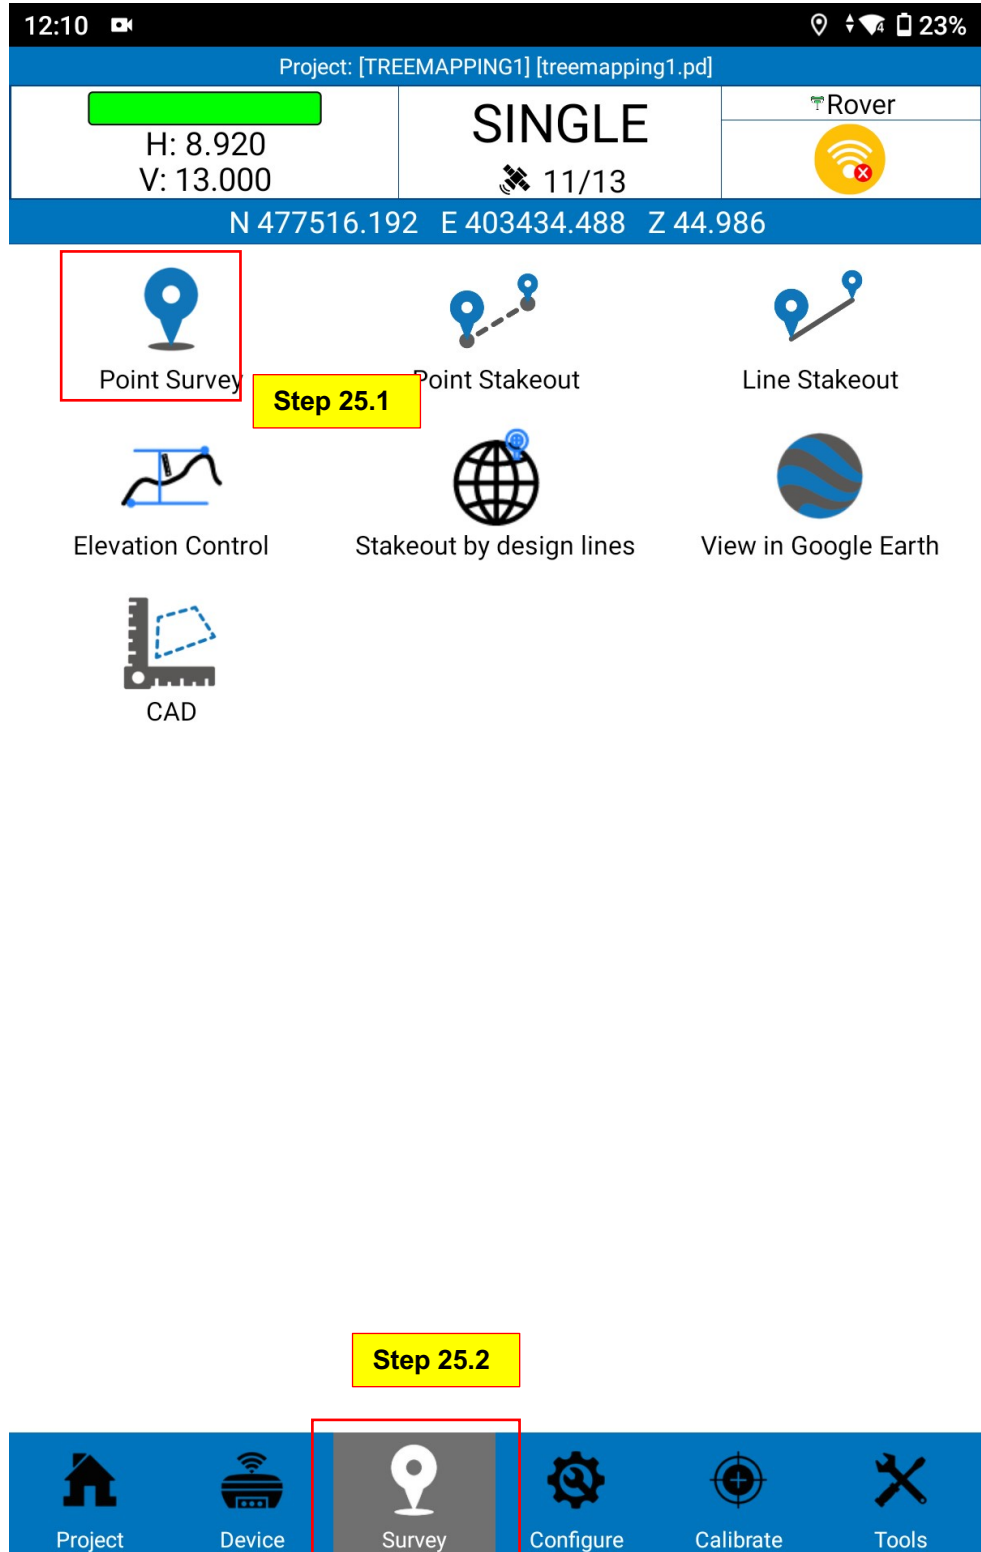 12:10 4 23%
Project: [TREEMAPPING1] [treemapping1.pd]
H: 8.920
V: 13.000
SINGLE
11/13
Rover
N 477516.192 E 403434.488 Z 44.986
Point Survey Point Stakeout Line Stakeout
Step 25.1
Elevation Control Stakeout by design lines View in Google Earth
CAD
Step 25.2
Project Device Survey Configure Calibrate Tools